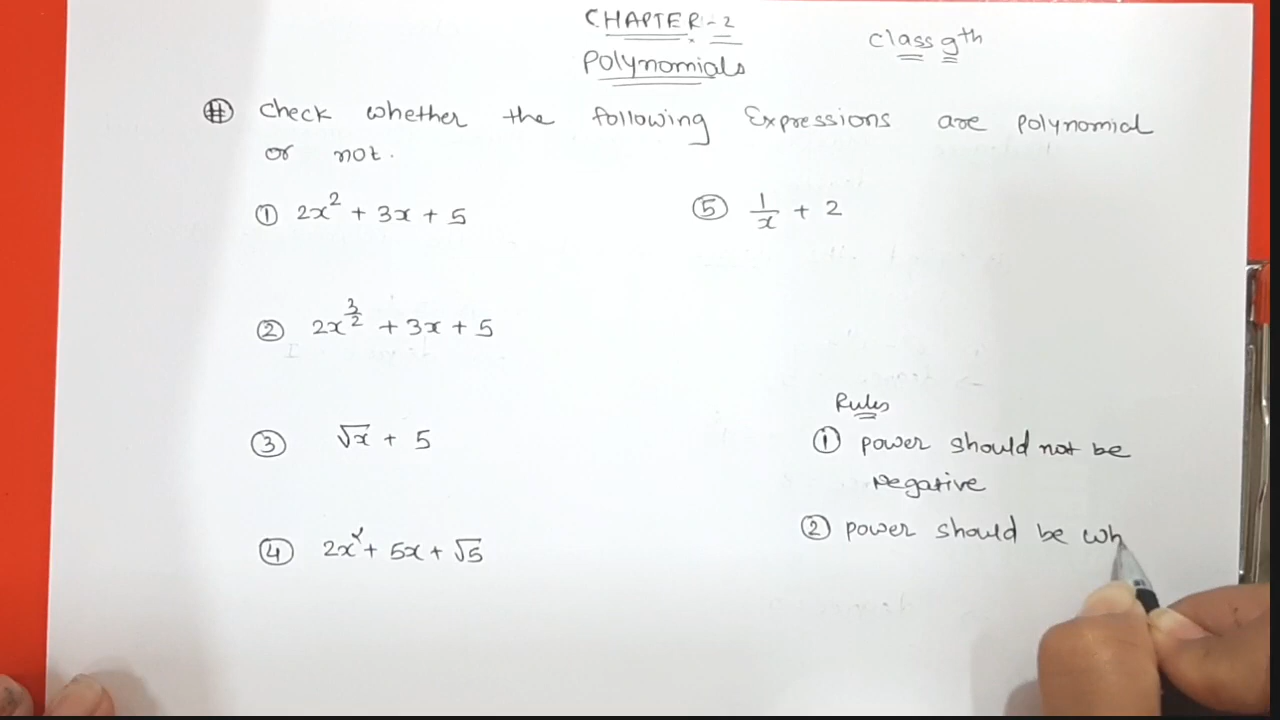 CHAPTER-2
Polynomials
Class 9th
# Check whether the following Expressions are polynomial
or not.
① 2x² + 3x + 5
② 2x^3/2 + 3x + 5
③ √x + 5
④ 2x² + 5x + √5
⑤ 1/x + 2
Rules
① power should not be
Negative
② power should be wh